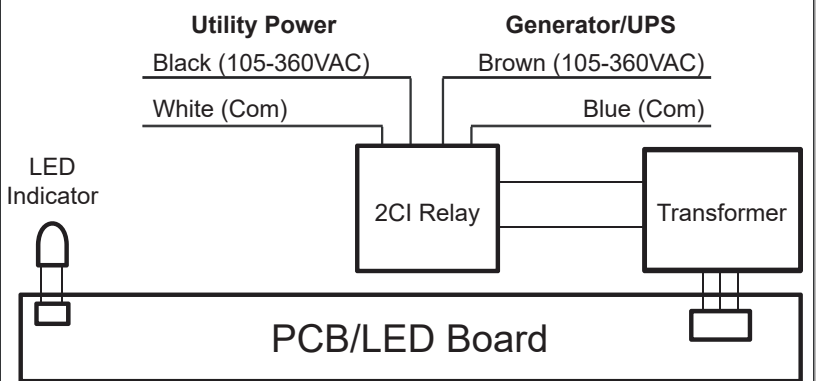 Utility Power
Generator/UPS
Black (105-360VAC)
Brown (105-360VAC)
White (Com)
Blue (Com)
LED
Indicator
2CI Relay
Transformer
PCB/LED Board